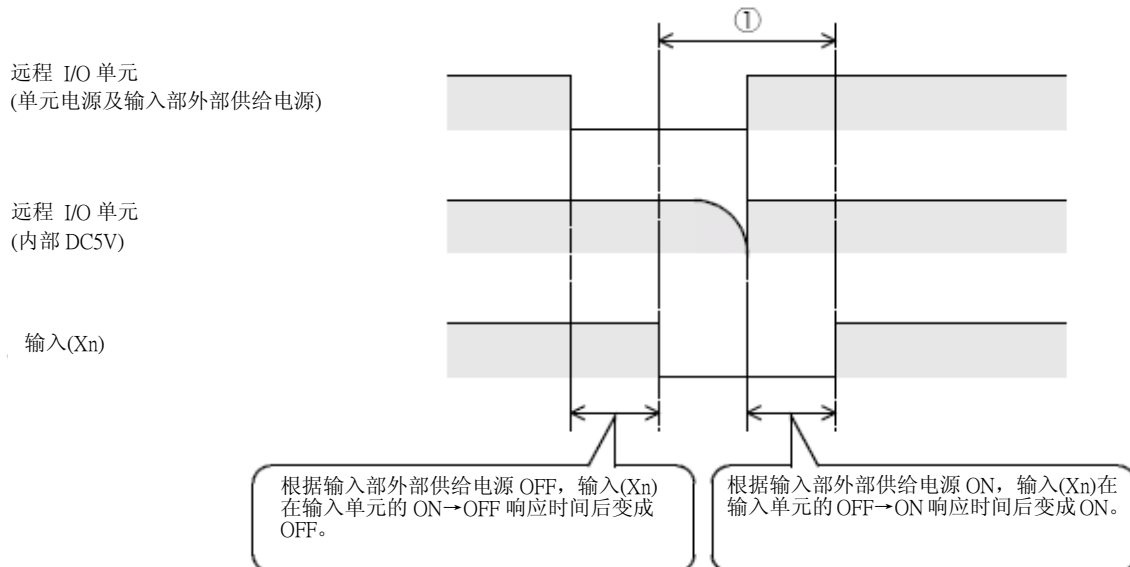 ①
远程 I/O 单元
(单元电源及输入部外部供给电源)
远程 I/O 单元
(内部 DC5V)
输入(Xn)
根据输入部外部供给电源 OFF，输入(Xn)
在输入单元的 ON→OFF 响应时间后变成
OFF。
根据输入部外部供给电源 ON，输入(Xn)在
输入单元的 OFF→ON 响应时间后变成 ON。